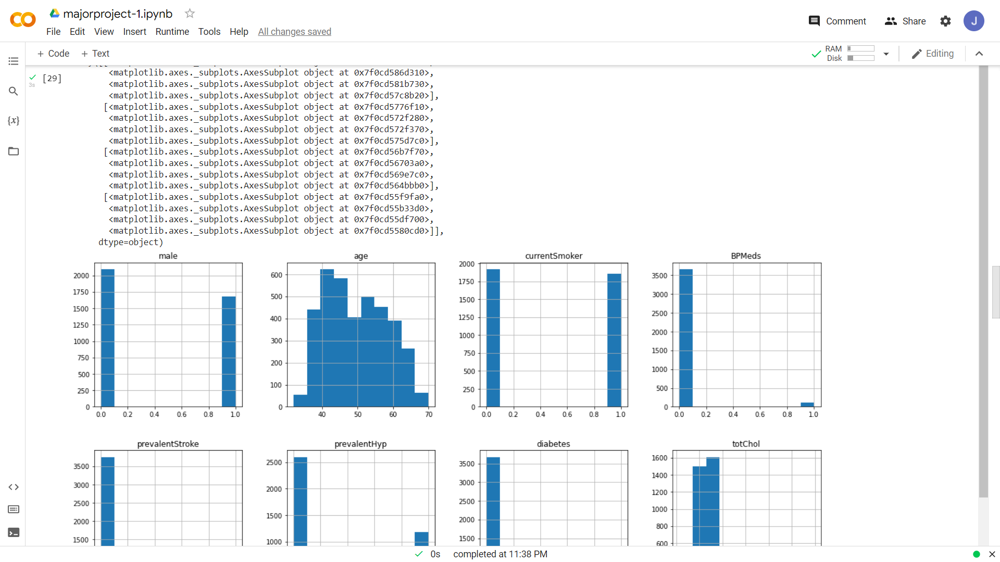 majorproject-1.ipynb
File Edit View Insert Runtime Tools Help All changes saved
Comment Share J
+ Code + Text
RAM
Disk
Editing
[29]
3s
<matplotlib.axes._subplots.AxesSubplot object at 0x7f0cd586d310>,
<matplotlib.axes._subplots.AxesSubplot object at 0x7f0cd581b730>,
<matplotlib.axes._subplots.AxesSubplot object at 0x7f0cd57c8b20>],
[<matplotlib.axes._subplots.AxesSubplot object at 0x7f0cd5776f10>,
<matplotlib.axes._subplots.AxesSubplot object at 0x7f0cd572f280>,
<matplotlib.axes._subplots.AxesSubplot object at 0x7f0cd572f370>,
<matplotlib.axes._subplots.AxesSubplot object at 0x7f0cd575d7c0>],
[<matplotlib.axes._subplots.AxesSubplot object at 0x7f0cd56b7f70>,
<matplotlib.axes._subplots.AxesSubplot object at 0x7f0cd56703a0>,
<matplotlib.axes._subplots.AxesSubplot object at 0x7f0cd569e7c0>,
<matplotlib.axes._subplots.AxesSubplot object at 0x7f0cd564bbb0>],
[<matplotlib.axes._subplots.AxesSubplot object at 0x7f0cd55f9fa0>,
<matplotlib.axes._subplots.AxesSubplot object at 0x7f0cd55b33d0>,
<matplotlib.axes._subplots.AxesSubplot object at 0x7f0cd55df700>,
<matplotlib.axes._subplots.AxesSubplot object at 0x7f0cd5580cd0>]],
dtype=object)
male
2000
1750
1500
1250
1000
750
500
250
0
0.0 0.2 0.4 0.6 0.8 1.0
age
600
500
400
300
200
100
0
40 50 60 70
currentSmoker
2000
1750
1500
1250
1000
750
500
250
0
0.0 0.2 0.4 0.6 0.8 1.0
BPMeds
3500
3000
2500
2000
1500
1000
500
0
0.0 0.2 0.4 0.6 0.8 1.0
prevalentStroke
3500
3000
2500
2000
1500
prevalentHyp
2500
2000
1500
1000
diabetes
3500
3000
2500
2000
1500
totChol
1600
1400
1200
1000
800
600
0s completed at 11:38 PM